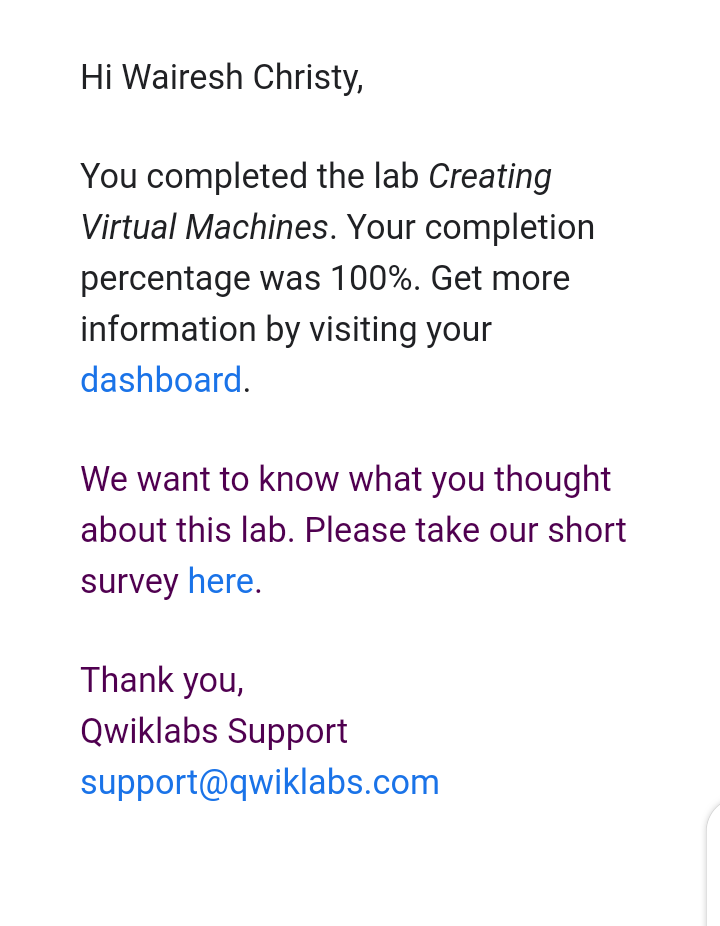 Hi Wairesh Christy,
You completed the lab Creating
Virtual Machines. Your completion
percentage was 100%. Get more
information by visiting your
dashboard.
We want to know what you thought
about this lab. Please take our short
survey here.
Thank you,
Qwiklabs Support
support@qwiklabs.com